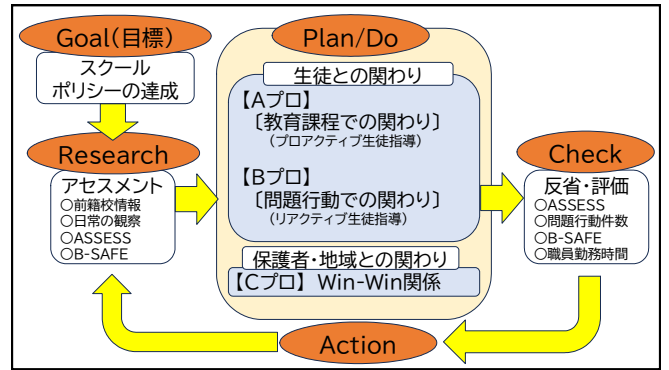 Goal(目標)
スクール
ポリシーの達成
Research
アセスメント
○前籍校情報
○日常の観察
○ASSESS
○B-SAFE
Plan/Do
生徒との関わり
【Aプロ】
〔教育課程での関わり〕
(プロアクティブ生徒指導)
【Bプロ】
〔問題行動での関わり〕
(リアクティブ生徒指導)
保護者・地域との関わり
【Cプロ】 Win-Win関係
Check
反省・評価
○ASSESS
○問題行動件数
○B-SAFE
○職員勤務時間
Action